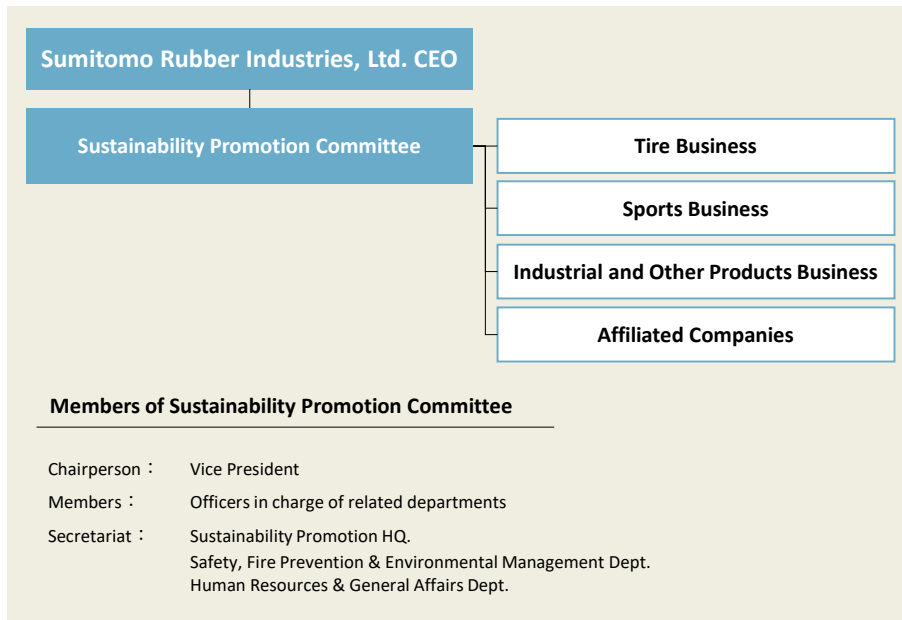 Sumitomo Rubber Industries, Ltd. CEO
Sustainability Promotion Committee
Tire Business
Sports Business
Industrial and Other Products Business
Affiliated Companies
Members of Sustainability Promotion Committee
Chairperson： Vice President
Members： Officers in charge of related departments
Secretariat： Sustainability Promotion HQ.
Safety, Fire Prevention & Environmental Management Dept.
Human Resources & General Affairs Dept.